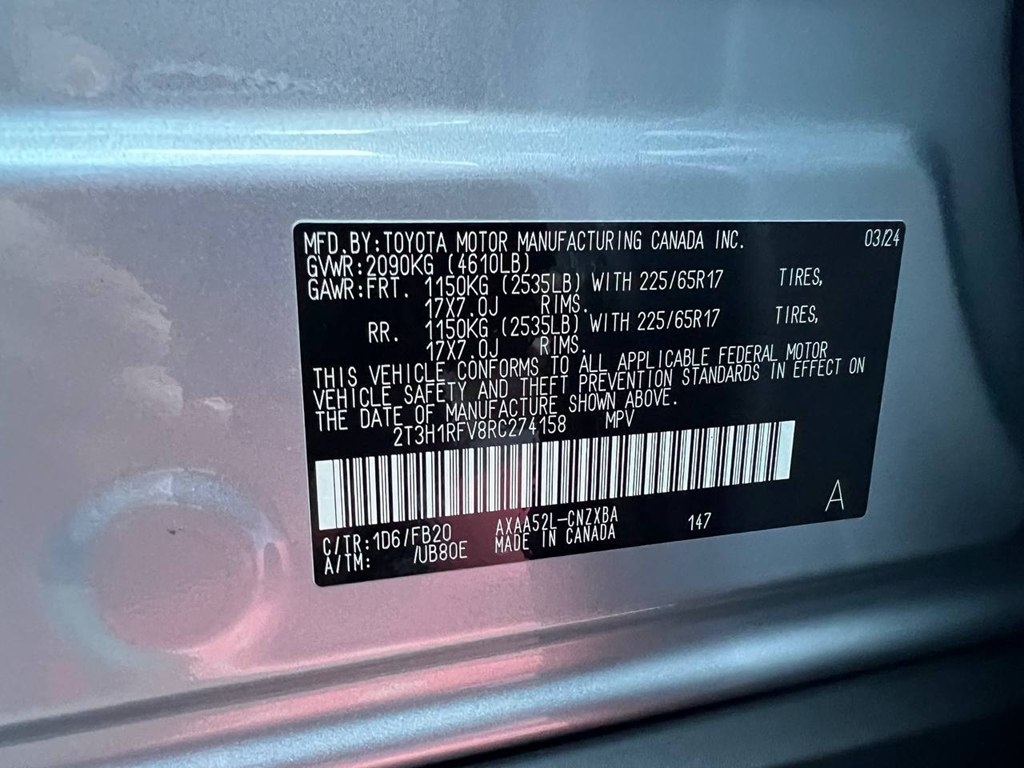 MFD.BY:TOYOTA MOTOR MANUFACTURING CANADA INC. 03/24
GVWR:2090KG (4610LB)
GAWR:FRT. 1150KG (2535LB) WITH 225/65R17 TIRES,
17X7.0J RIMS.
RR. 1150KG (2535LB) WITH 225/65R17 TIRES,
17X7.0J RIMS.
THIS VEHICLE CONFORMS TO ALL APPLICABLE FEDERAL MOTOR
VEHICLE SAFETY AND THEFT PREVENTION STANDARDS IN EFFECT ON
THE DATE OF MANUFACTURE SHOWN ABOVE.
2T3H1RFV8RC274158 MPV
A
C/TR:1D6/FB20 AXAA52L-CNZXBA 147
A/TM: /UB80E MADE IN CANADA